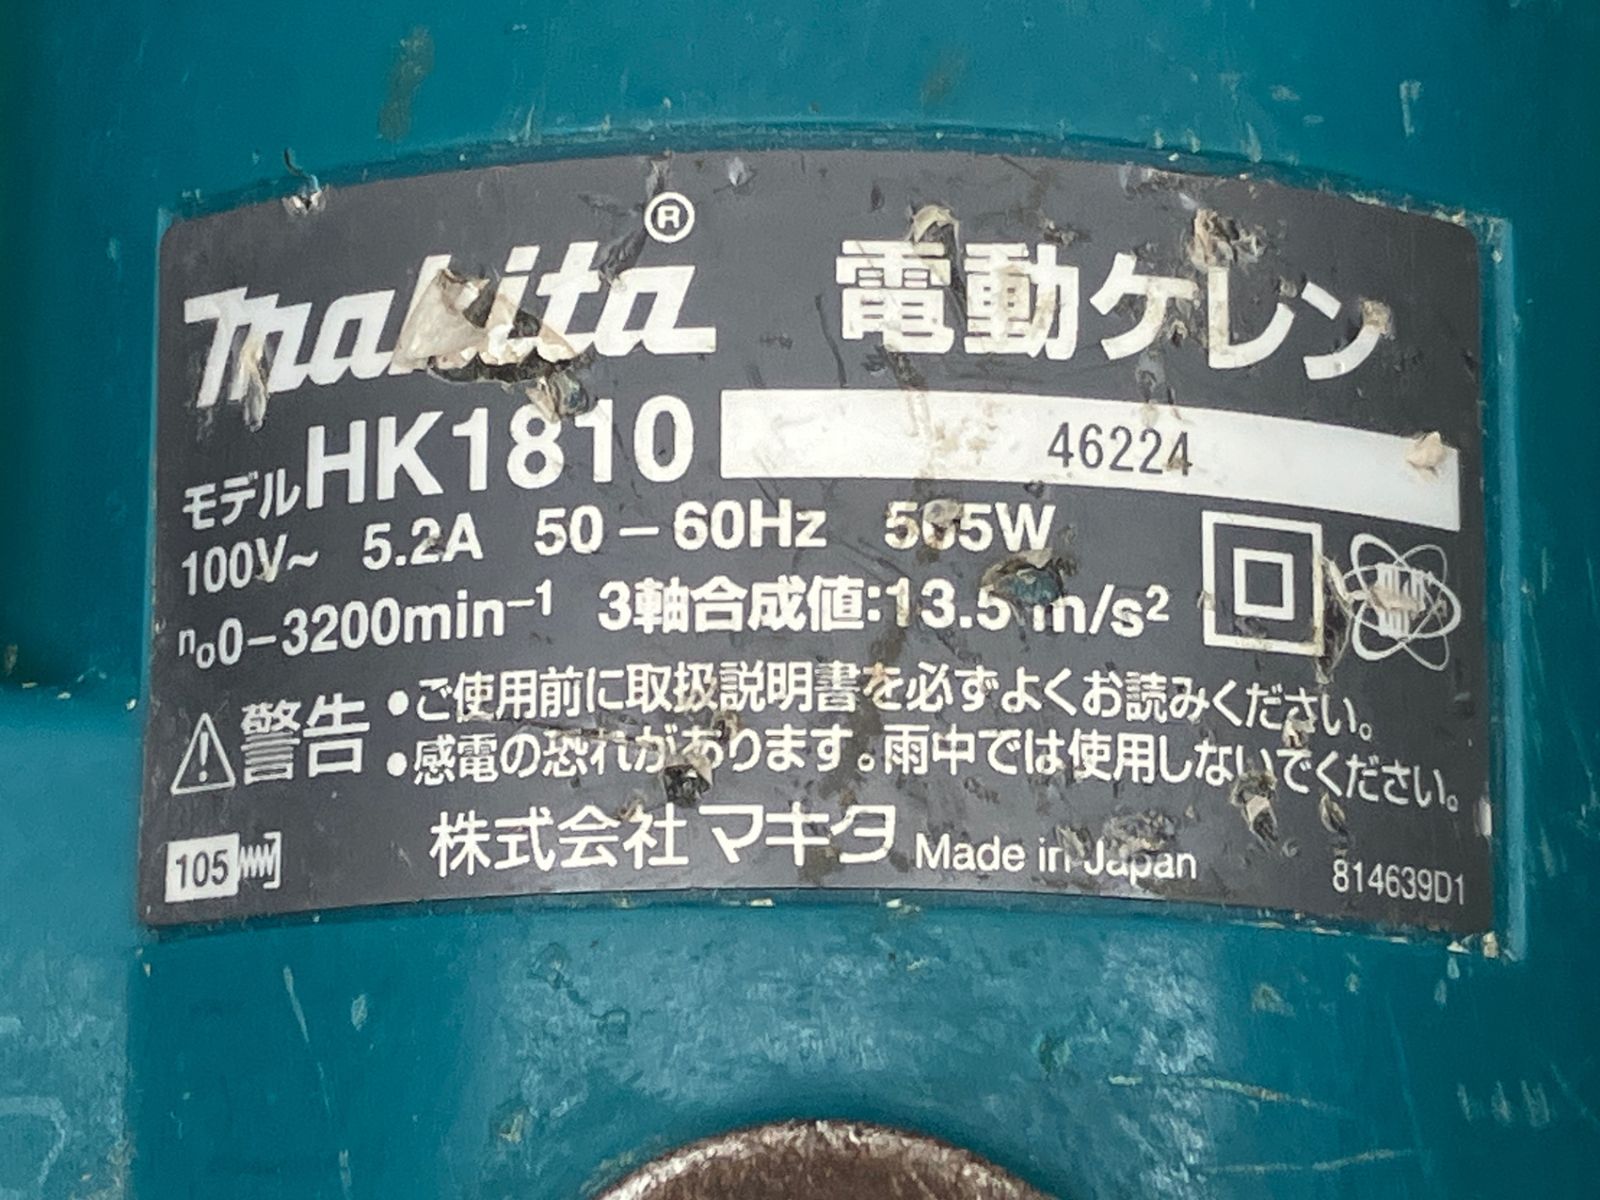 makita® 電動ケレン
モデル HK1810 46224
100V~ 5.2A 50-60Hz 565W
n₀0-3200min⁻¹ 3軸合成値:13.5 m/s²
⚠警告 •ご使用前に取扱説明書を必ずよくお読みください。
•感電の恐れがあります。雨中では使用しないでください。
105 株式会社マキタ Made in Japan 814639D1